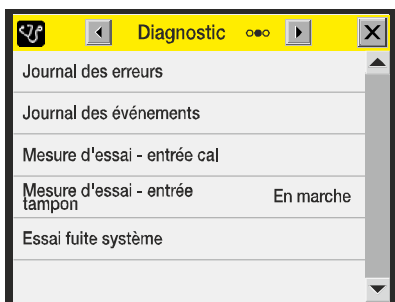 Diagnostic
Journal des erreurs
Journal des événements
Mesure d'essai - entrée cal
Mesure d'essai - entrée
tampon
En marche
Essai fuite système